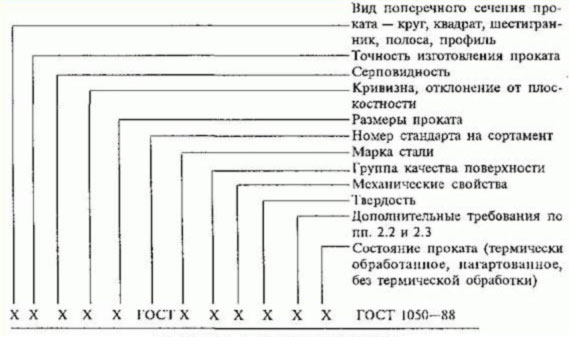 Вид поперечного сечения про-
ката — круг, квадрат, шестигран-
ник, полоса, профиль
Точность изготовления проката
Серповидность
Кривизна, отклонение от плос-
костности
Размеры проката
Номер стандарта на сортамент
Марка стали
Группа качества поверхности
Механические свойства
Твердость
Дополнительные требования по
пп. 2.2 и 2.3
Состояние проката (термически
обработанное, нагартованное,
без термической обработки)
X X X X X ГОСТ X X X X X X ГОСТ 1050—88